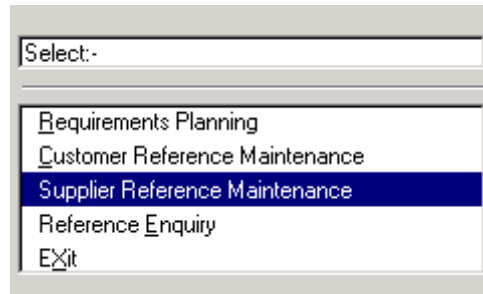 Select:-
Requirements Planning
Customer Reference Maintenance
Supplier Reference Maintenance
Reference Enquiry
EXit